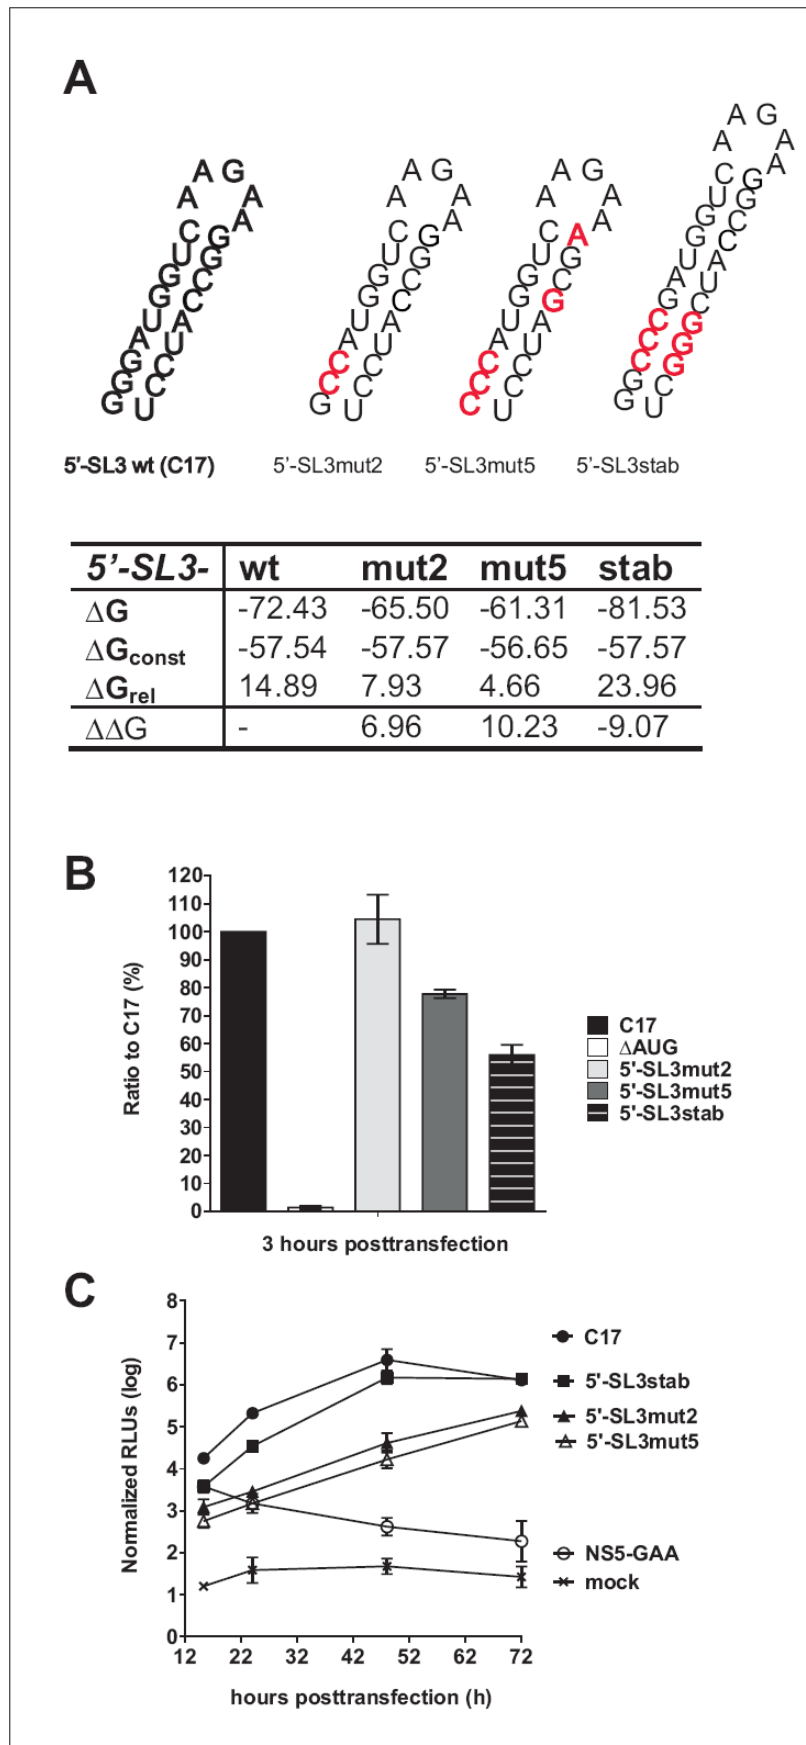 A
GGGAUGGUCAAGAAGGCCAUCCU
GCCAUGGUCAAGAAGGCCAUCCU
CCCAUGGUCAAGAAAGCGAUCCU
GCCCGAUGGUCAAGAAGGCCAUCGGGCU
5'-SL3 wt (C17) 5'-SL3mut2 5'-SL3mut5 5'-SL3stab
5'-SL3- wt mut2 mut5 stab
ΔG -72.43 -65.50 -61.31 -81.53
ΔGconst -57.54 -57.57 -56.65 -57.57
ΔGrel 14.89 7.93 4.66 23.96
ΔΔG - 6.96 10.23 -9.07
B
Ratio to C17 (%)
120
110
100
90
80
70
60
50
40
30
20
10
0
C17
ΔAUG
5'-SL3mut2
5'-SL3mut5
5'-SL3stab
3 hours posttransfection
C
Normalized RLUs (log)
8
7
6
5
4
3
2
1
0
C17
5'-SL3stab
5'-SL3mut2
5'-SL3mut5
NS5-GAA
mock
12 22 32 42 52 62 72
hours posttransfection (h)